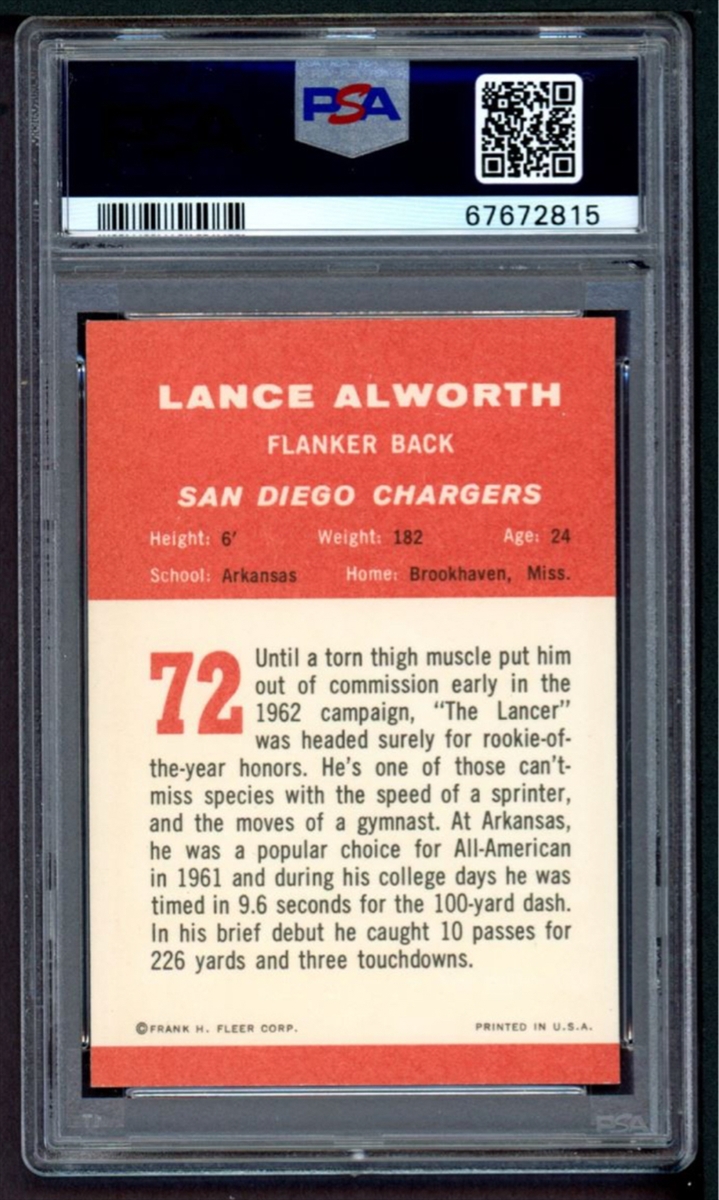 PSA
67672815
LANCE ALWORTH
FLANKER BACK
SAN DIEGO CHARGERS
Height: 6′ Weight: 182 Age: 24
School: Arkansas Home: Brookhaven, Miss.
72 Until a torn thigh muscle put him
out of commission early in the
1962 campaign, “The Lancer”
was headed surely for rookie-of-
the-year honors. He's one of those can't-
miss species with the speed of a sprinter,
and the moves of a gymnast. At Arkansas,
he was a popular choice for All-American
in 1961 and during his college days he was
timed in 9.6 seconds for the 100-yard dash.
In his brief debut he caught 10 passes for
226 yards and three touchdowns.
©FRANK H. FLEER CORP. PRINTED IN U.S.A.
PSA